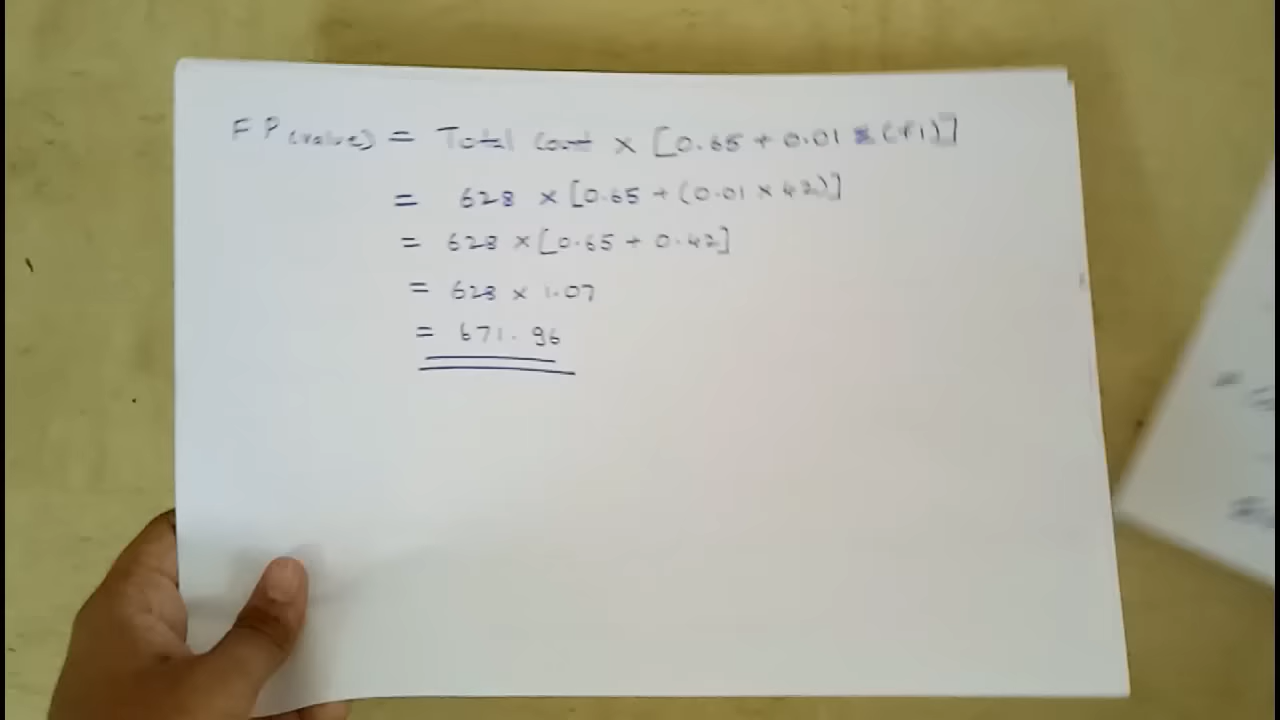 FP(value) = Total Count × [0.65 + 0.01 × (Fi)]
= 628 × [0.65 + (0.01 × 42)]
= 628 × [0.65 + 0.42]
= 628 × 1.07
= 671.96